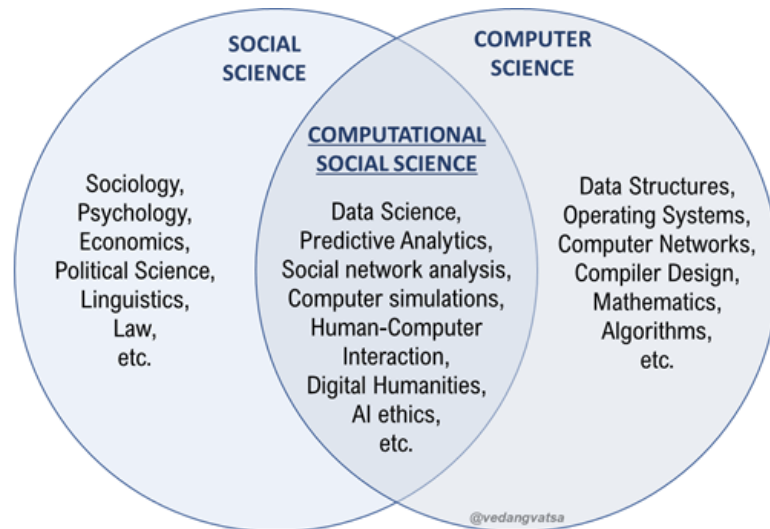 SOCIAL
SCIENCE
COMPUTER
SCIENCE
COMPUTATIONAL
SOCIAL SCIENCE
Sociology,
Psychology,
Economics,
Political Science,
Linguistics,
Law,
etc.
Data Science,
Predictive Analytics,
Social network analysis,
Computer simulations,
Human-Computer
Interaction,
Digital Humanities,
AI ethics,
etc.
Data Structures,
Operating Systems,
Computer Networks,
Compiler Design,
Mathematics,
Algorithms,
etc.
@vedangvatsa